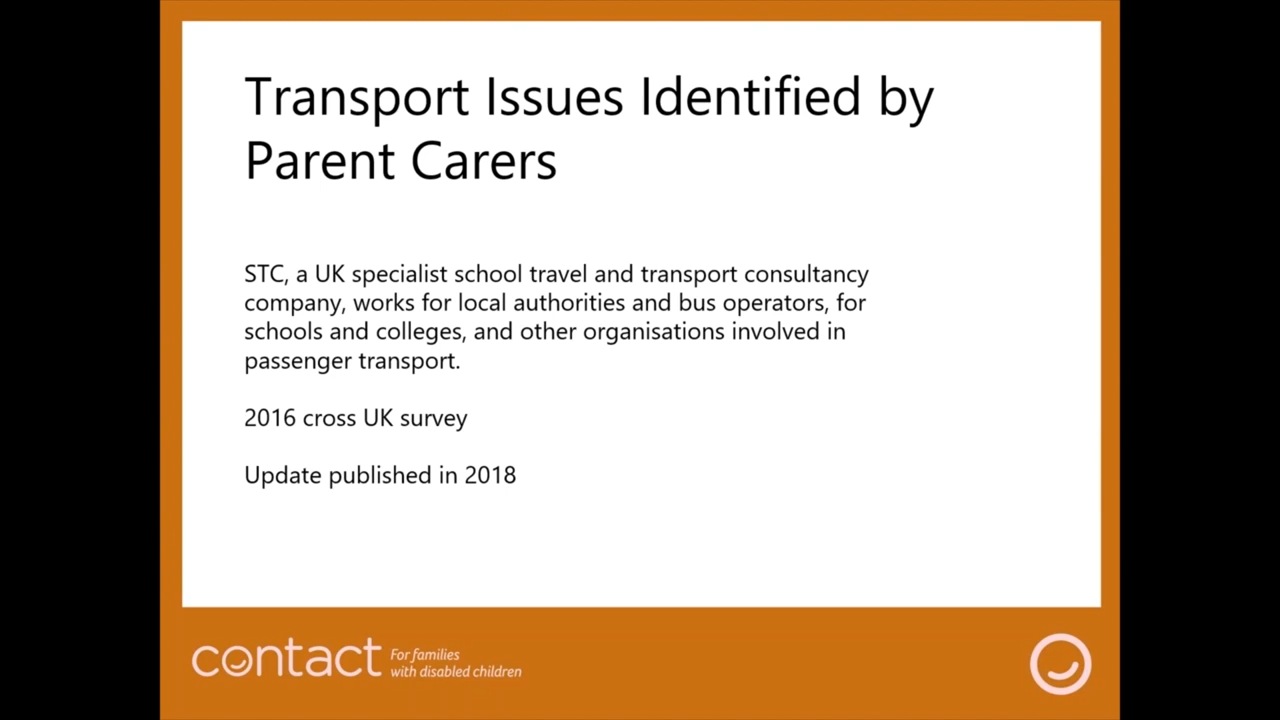 Transport Issues Identified by
Parent Carers
STC, a UK specialist school travel and transport consultancy
company, works for local authorities and bus operators, for
schools and colleges, and other organisations involved in
passenger transport.
2016 cross UK survey
Update published in 2018
contact
For families
with disabled children